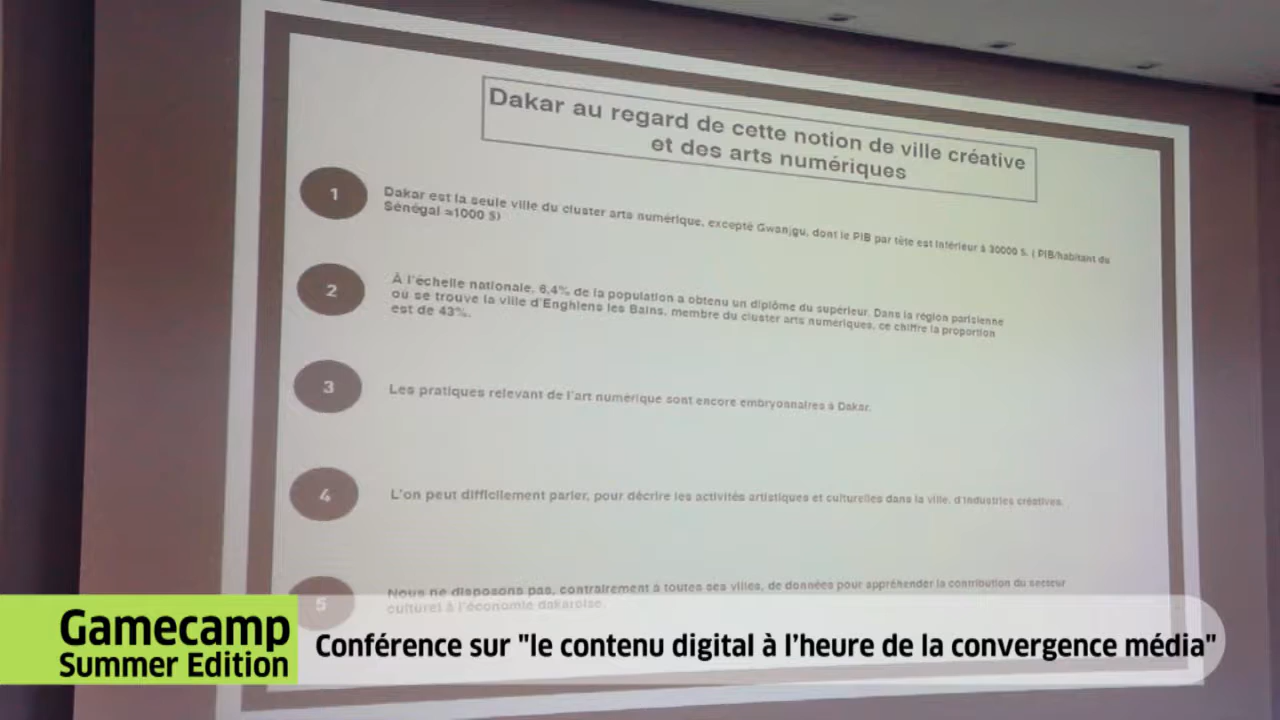 Dakar au regard de cette notion de ville créative
et des arts numériques
1
Dakar est la seule ville du cluster arts numérique, excepté Gwanjgu, dont le PIB par tête est inférieur à 30000 $. ( PIB/habitant du
Sénégal ≈1000 $)
2
À l'échelle nationale, 6,4% de la population a obtenu un diplôme du supérieur. Dans la région parisienne
où se trouve la ville d'Enghiens les Bains, membre du cluster arts numériques, ce chiffre la proportion
est de 43%.
3
Les pratiques relevant de l'art numérique sont encore embryonnaires à Dakar.
4
L'on peut difficilement parler, pour décrire les activités artistiques et culturelles dans la ville, d'industries créatives.
5
Nous ne disposons pas, contrairement à toutes ses villes, de données pour appréhender la contribution du secteur
culturel à l'économie dakaroise.
Gamecamp
Summer Edition
Conférence sur "le contenu digital à l'heure de la convergence média"